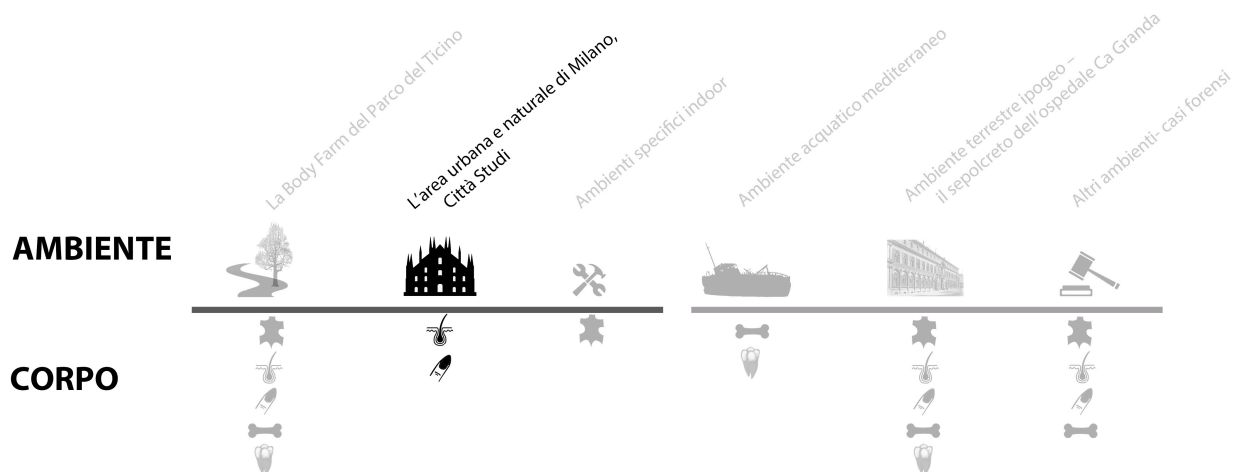 La Body Farm del Parco del Ticino
L'area urbana e naturale di Milano,
Città Studi
Ambienti specifici indoor
Ambiente acquatico mediterraneo
Ambiente terrestre ipogeo –
il sepolcreto dell'ospedale Ca Granda
Altri ambienti- casi forensi
AMBIENTE
CORPO